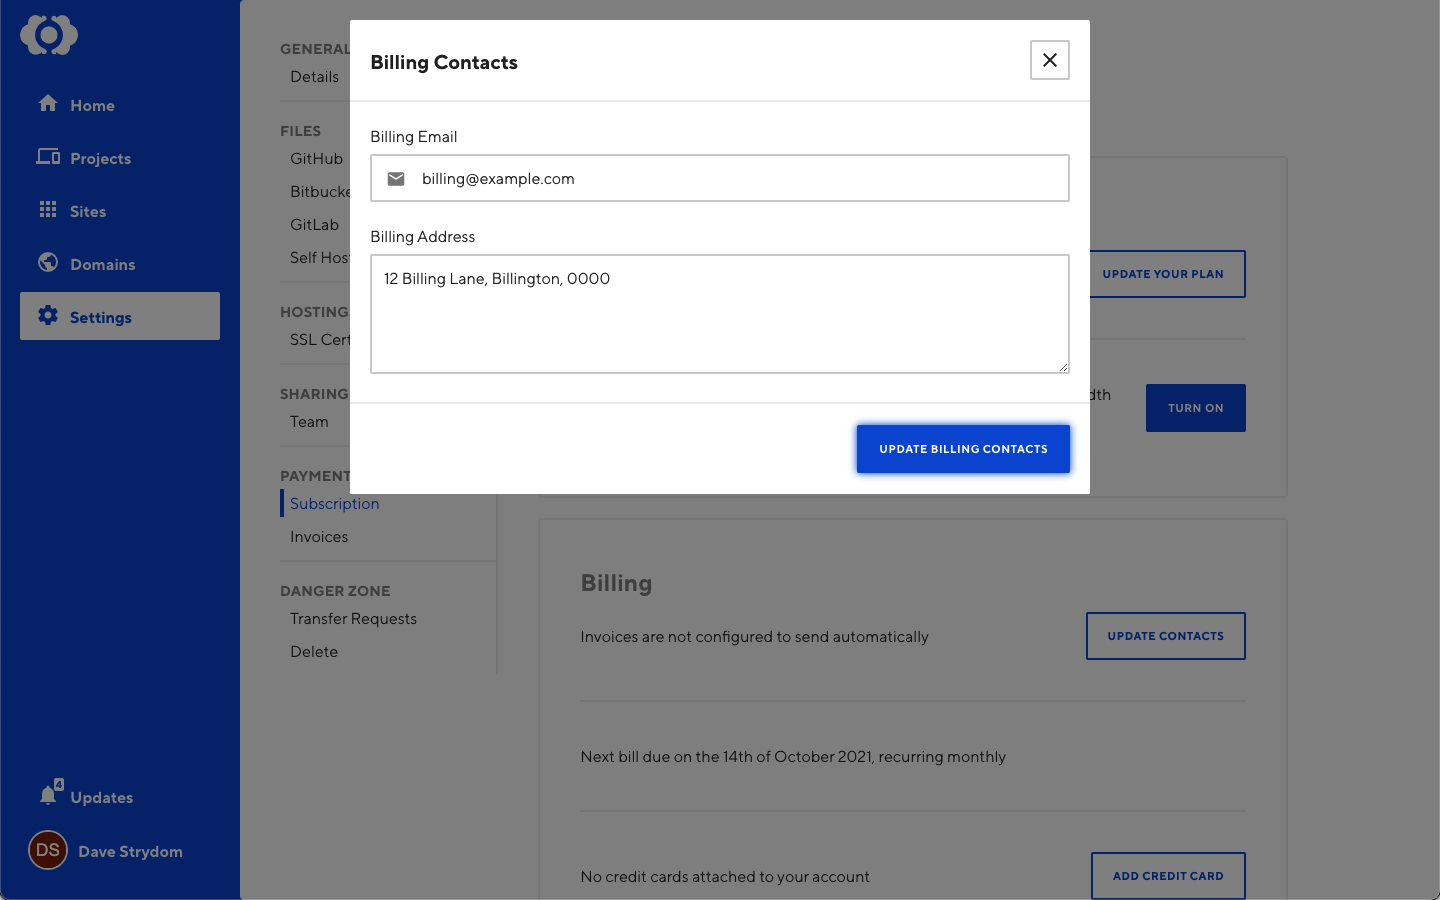 Home
Projects
Sites
Domains
Settings
4
Updates
DS
Dave Strydom
GENERAL
Details
FILES
GitHub
Bitbucke
GitLab
Self Hos
HOSTING
SSL Cert
SHARING
Team
PAYMENT
Subscription
Invoices
DANGER ZONE
Transfer Requests
Delete
Billing Contacts
Billing Email
billing@example.com
Billing Address
12 Billing Lane, Billington, 0000
UPDATE BILLING CONTACTS
UPDATE YOUR PLAN
dth
TURN ON
Billing
Invoices are not configured to send automatically
UPDATE CONTACTS
Next bill due on the 14th of October 2021, recurring monthly
No credit cards attached to your account
ADD CREDIT CARD